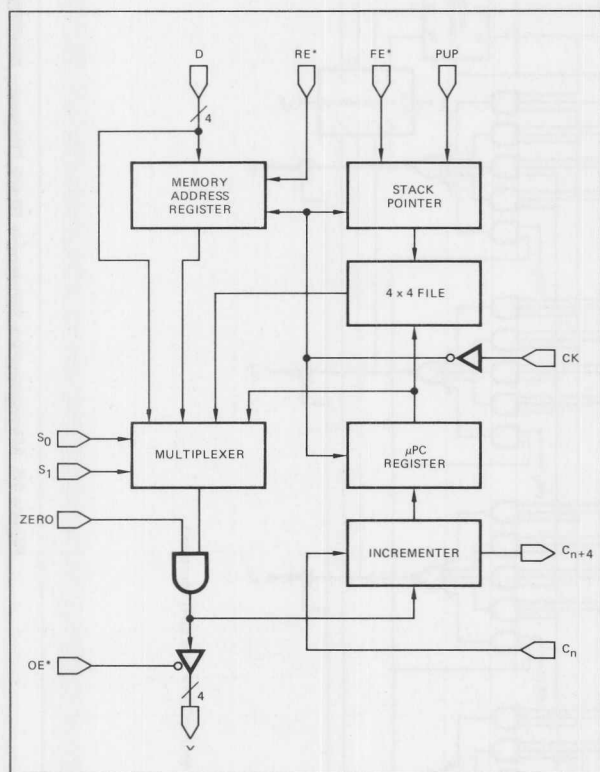 D RE* FE* PUP
4
MEMORY
ADDRESS
REGISTER
STACK
POINTER
4 x 4 FILE
CK
S0
S1
MULTIPLEXER
μPC
REGISTER
ZERO
INCREMENTER
Cn+4
OE*
Cn
4